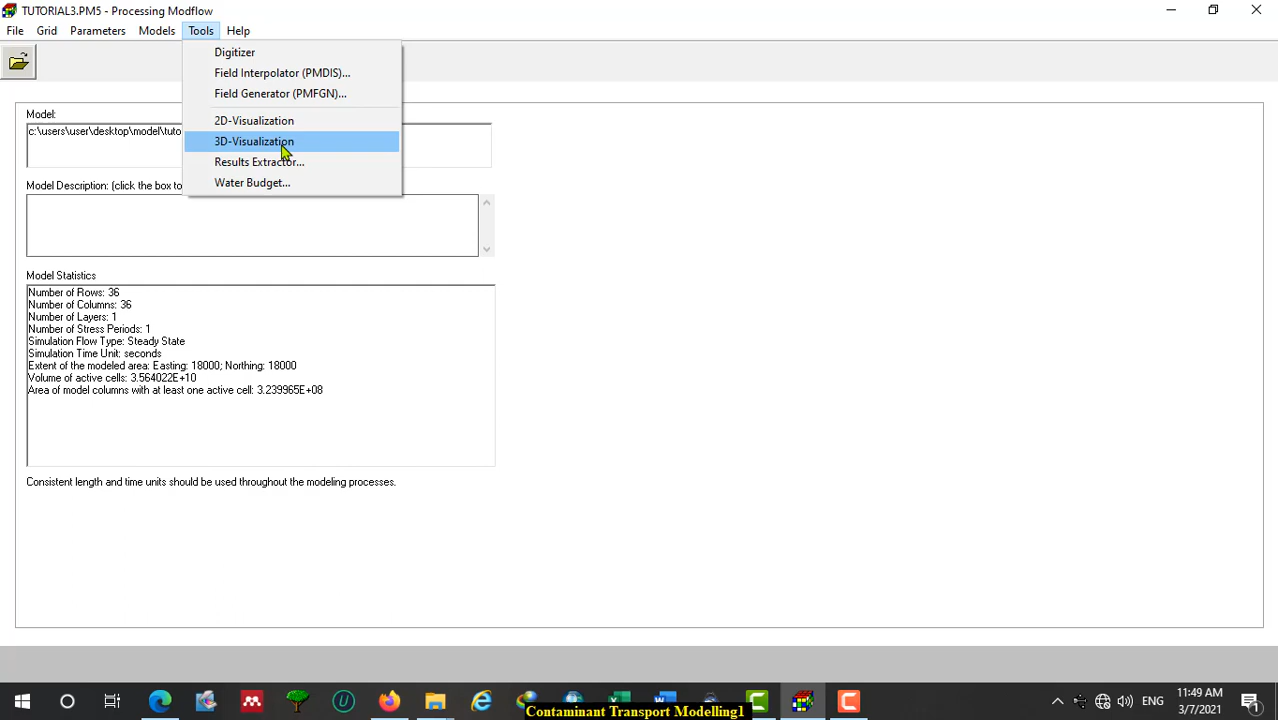 TUTORIAL3.PM5 - Processing Modflow
File Grid Parameters Models Tools Help
Digitizer
Field Interpolator (PMDIS)...
Field Generator (PMFGN)...
2D-Visualization
3D-Visualization
Results Extractor...
Water Budget...
Model:
c:\users\user\desktop\model\tuto
Model Description: (click the box to
Model Statistics
Number of Rows: 36
Number of Columns: 36
Number of Layers: 1
Number of Stress Periods: 1
Simulation Flow Type: Steady State
Simulation Time Unit: seconds
Extent of the modeled area: Easting: 18000; Northing: 18000
Volume of active cells: 3.564022E+10
Area of model columns with at least one active cell: 3.239965E+08
Consistent length and time units should be used throughout the modeling processes.
ENG
11:49 AM
3/7/2021
1
Contaminant Transport Modelling1